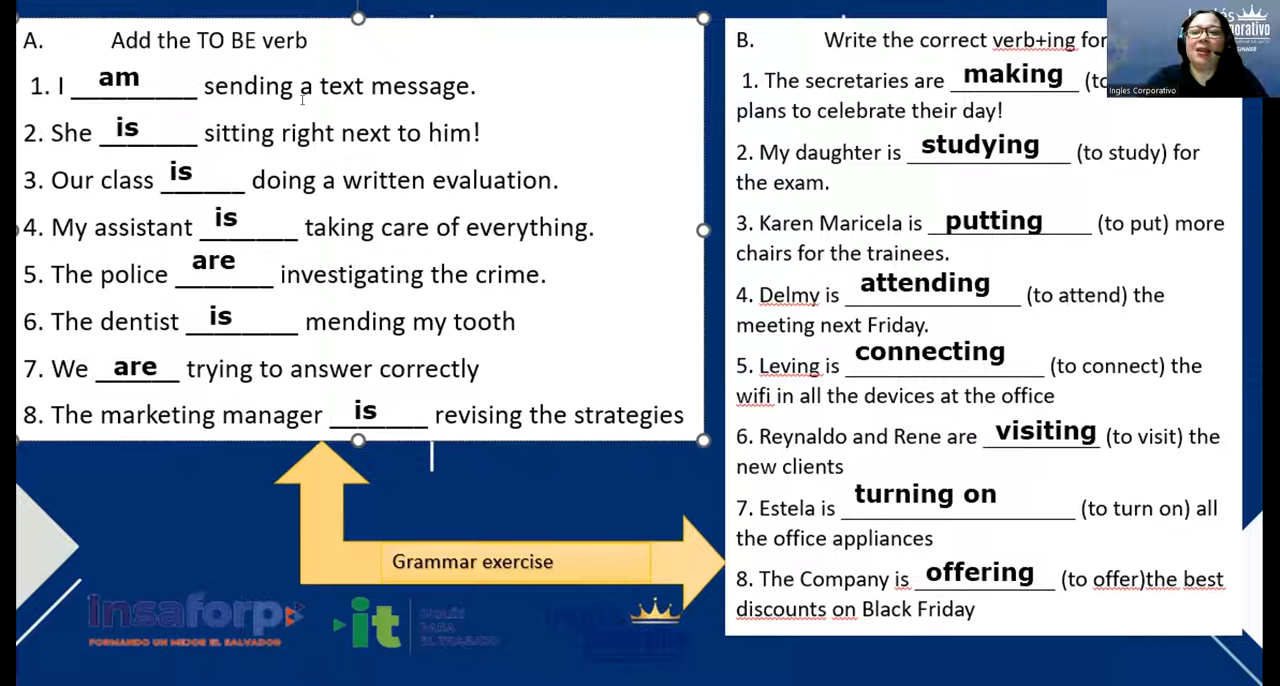 A. Add the TO BE verb
1. I am sending a text message.
2. She is sitting right next to him!
3. Our class is doing a written evaluation.
4. My assistant is taking care of everything.
5. The police are investigating the crime.
6. The dentist is mending my tooth
7. We are trying to answer correctly
8. The marketing manager is revising the strategies
B. Write the correct verb+ing for
1. The secretaries are making (to
plans to celebrate their day!
2. My daughter is studying (to study) for
the exam.
3. Karen Maricela is putting (to put) more
chairs for the trainees.
4. Delmy is attending (to attend) the
meeting next Friday.
5. Leving is connecting (to connect) the
wifi in all the devices at the office
6. Reynaldo and Rene are visiting (to visit) the
new clients
7. Estela is turning on (to turn on) all
the office appliances
8. The Company is offering (to offer)the best
discounts on Black Friday
Grammar exercise
Insaforp
FORMANDO UN MEJOR EL SALVADOR
it
INGLÉS
PARA
EL TRABAJO
Ingles Corporativo